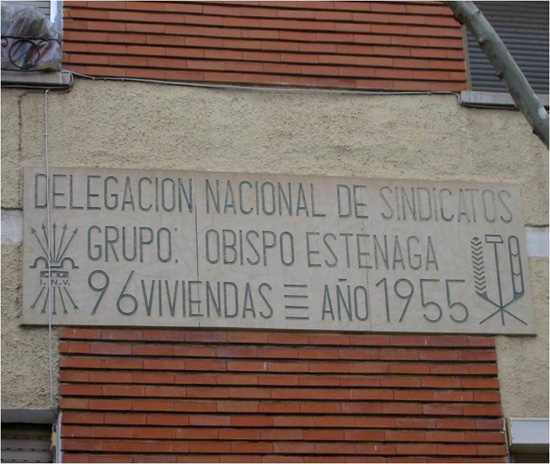 DELEGACION NACIONAL DE SINDICATOS
GRUPO: OBISPO ESTENAGA
I.N.V.
96 VIVIENDAS AÑO 1955